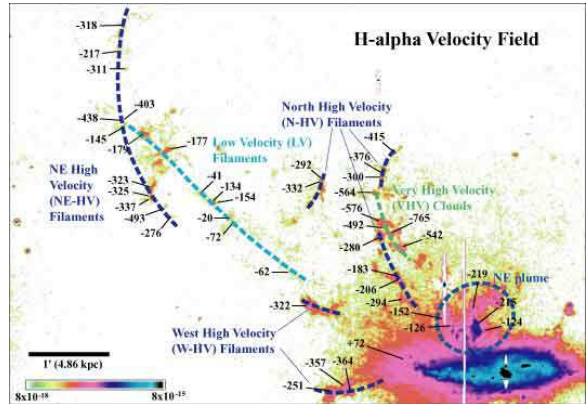 H-alpha Velocity Field
-318
-217
-311
-438
-403
-145
-179
-177
Low Velocity (LV)
Filaments
-41
-134
-154
-20
-72
-62
NE High
Velocity
(NE-HV)
Filaments
-323
-325
-337
-493
-276
North High Velocity
(N-HV) Filaments
-292
-332
-415
-376
-300
-564
Very High Velocity
(VHV) Clouds
-576
-492
-280
-765
-542
-183
-206
-294
-152
-126
-219
NE plume
-215
-124
-322
West High Velocity
(W-HV) Filaments
-357
-364
-251
+72
1' (4.86 kpc)
8x10⁻¹⁸
8x10⁻¹⁵